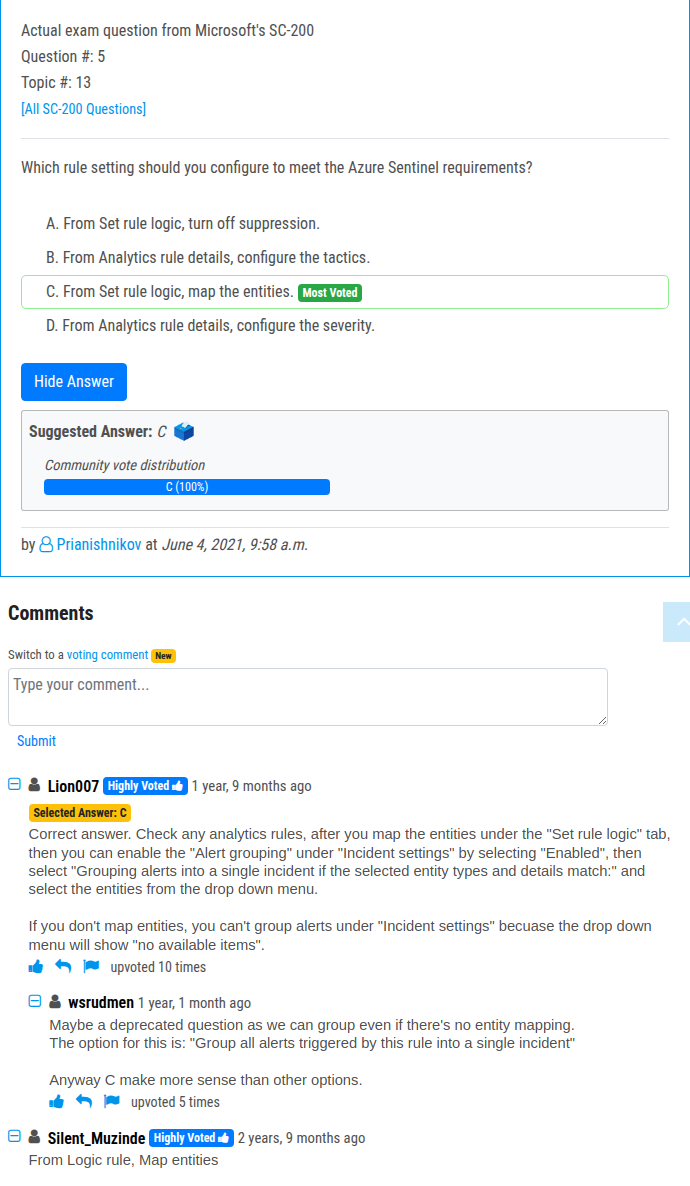 Actual exam question from Microsoft's SC-200
Question #: 5
Topic #: 13
[All SC-200 Questions]
Which rule setting should you configure to meet the Azure Sentinel requirements?
A. From Set rule logic, turn off suppression.
B. From Analytics rule details, configure the tactics.
C. From Set rule logic, map the entities. Most Voted
D. From Analytics rule details, configure the severity.
Hide Answer
Suggested Answer: C
Community vote distribution
C (100%)
by Prianishnikov at June 4, 2021, 9:58 a.m.
Comments
Switch to a voting comment New
Type your comment...
Submit
Lion007 Highly Voted 1 year, 9 months ago
Selected Answer: C
Correct answer. Check any analytics rules, after you map the entities under the "Set rule logic" tab,
then you can enable the "Alert grouping" under "Incident settings" by selecting "Enabled", then
select "Grouping alerts into a single incident if the selected entity types and details match:" and
select the entities from the drop down menu.
If you don't map entities, you can't group alerts under "Incident settings" becuase the drop down
menu will show "no available items".
upvoted 10 times
wsrudmen 1 year, 1 month ago
Maybe a deprecated question as we can group even if there's no entity mapping.
The option for this is: "Group all alerts triggered by this rule into a single incident"
Anyway C make more sense than other options.
upvoted 5 times
Silent_Muzinde Highly Voted 2 years, 9 months ago
From Logic rule, Map entities